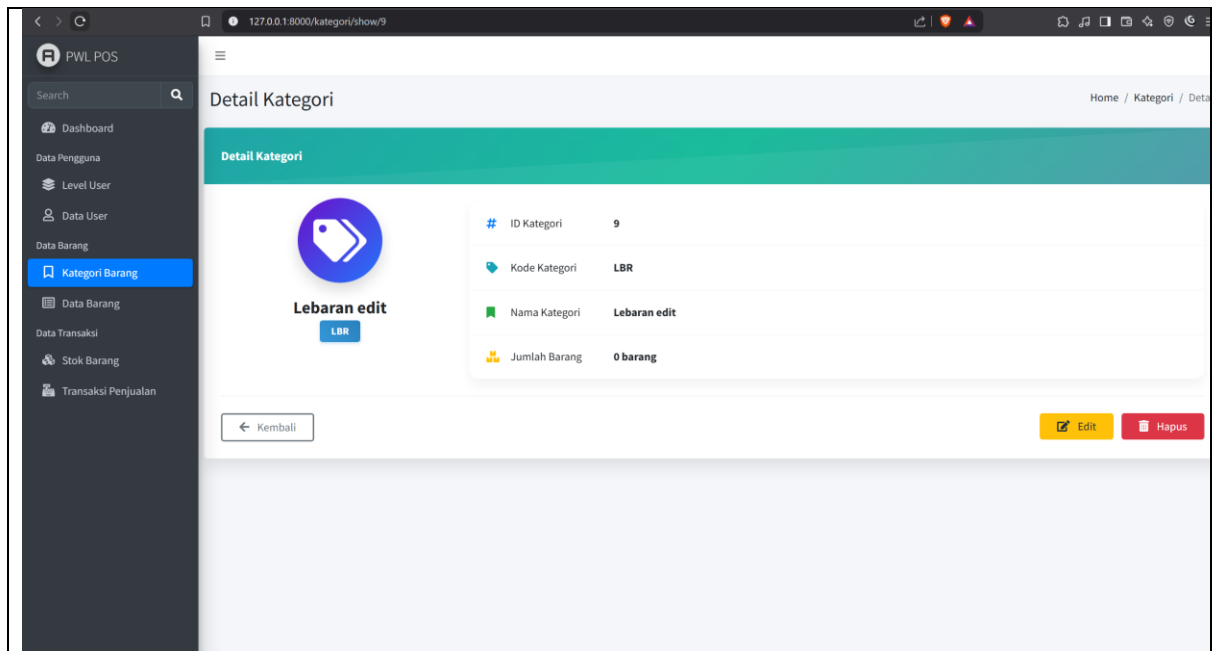 127.0.0.1:8000/kategori/show/9
PWL POS
Search
Dashboard
Data Pengguna
Level User
Data User
Data Barang
Kategori Barang
Data Barang
Data Transaksi
Stok Barang
Transaksi Penjualan
Detail Kategori
Home / Kategori / Deta
Detail Kategori
Lebaran edit
LBR
# ID Kategori 9
Kode Kategori LBR
Nama Kategori Lebaran edit
Jumlah Barang 0 barang
Kembali
Edit
Hapus